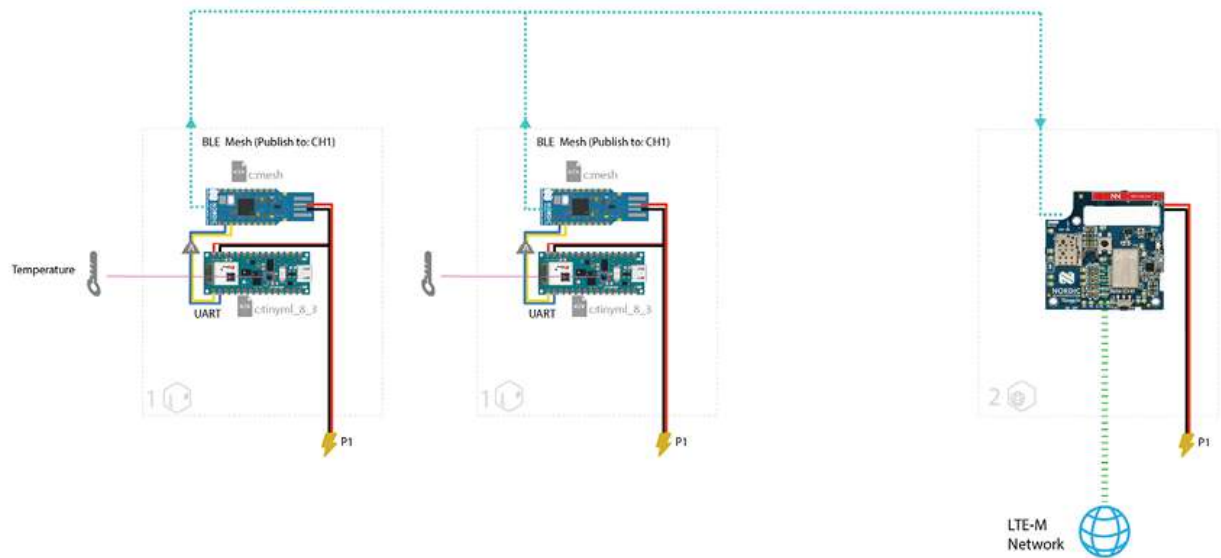 BLE Mesh (Publish to: CH1)
c:mesh
Temperature
UART
c:tinyml_8_3
1
P1
BLE Mesh (Publish to: CH1)
c:mesh
UART
c:tinyml_8_3
1
P1
NORDIC
2
P1
LTE-M
Network